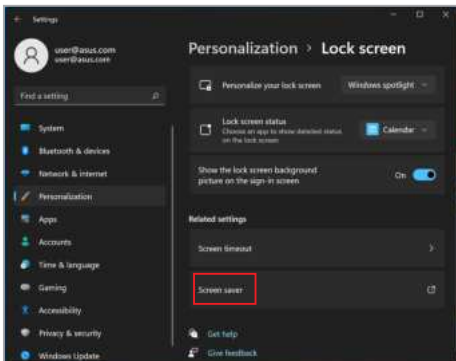 Settings
user@asus.com
user@asus.com
Find a setting
System
Bluetooth & devices
Network & internet
Personalization
Apps
Accounts
Time & language
Gaming
Accessibility
Privacy & security
Windows Update
Personalization > Lock screen
Personalize your lock screen
Windows spotlight
Lock screen status
Choose an app to show detailed status
on the lock screen
Calendar
Show the lock screen background
picture on the sign-in screen
On
Related settings
Screen timeout
Screen saver
Get help
Give feedback